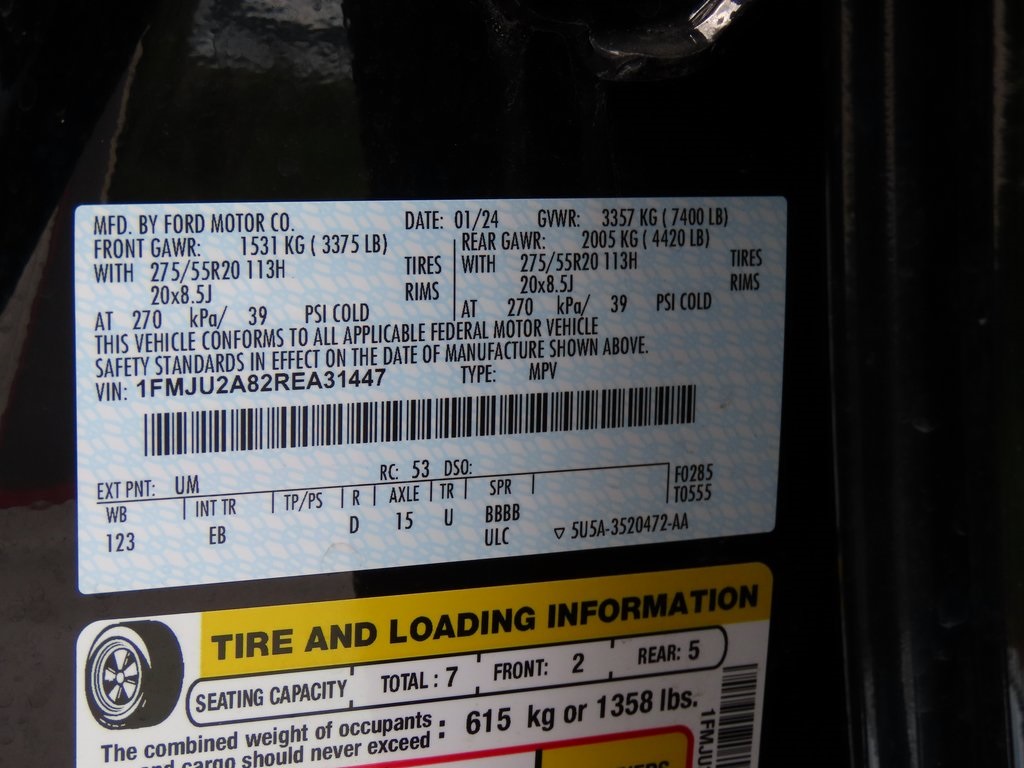 MFD. BY FORD MOTOR CO. DATE: 01/24 GVWR: 3357 KG ( 7400 LB)
FRONT GAWR: 1531 KG ( 3375 LB) REAR GAWR: 2005 KG ( 4420 LB)
WITH 275/55R20 113H TIRES WITH 275/55R20 113H TIRES
20x8.5J RIMS 20x8.5J RIMS
AT 270 kPa/ 39 PSI COLD AT 270 kPa/ 39 PSI COLD
THIS VEHICLE CONFORMS TO ALL APPLICABLE FEDERAL MOTOR VEHICLE
SAFETY STANDARDS IN EFFECT ON THE DATE OF MANUFACTURE SHOWN ABOVE.
VIN: 1FMJU2A82REA31447 TYPE: MPV
EXT PNT: UM RC: 53 DSO: F0285
WB INT TR TP/PS R AXLE TR SPR T0555
123 EB D 15 U BBBB
ULC ▽ 5U5A-3520472-AA
TIRE AND LOADING INFORMATION
SEATING CAPACITY TOTAL : 7 FRONT: 2 REAR: 5
The combined weight of occupants : 615 kg or 1358 lbs.
and cargo should never exceed
1FMJU